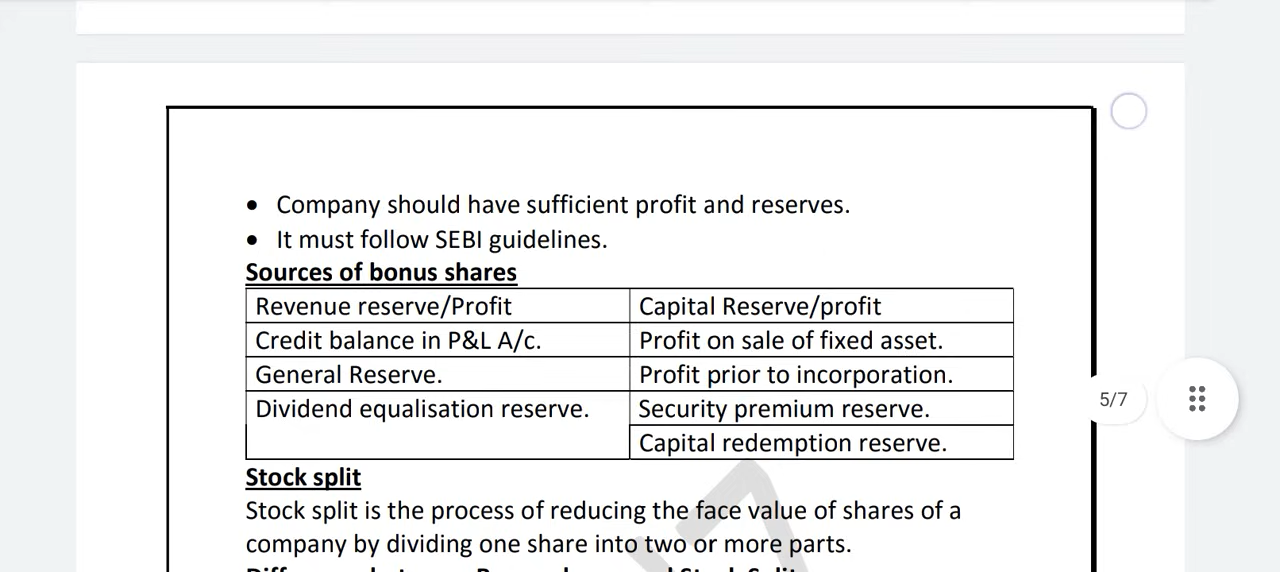 • Company should have sufficient profit and reserves.
• It must follow SEBI guidelines.
Sources of bonus shares
Revenue reserve/Profit Capital Reserve/profit
Credit balance in P&L A/c. Profit on sale of fixed asset.
General Reserve. Profit prior to incorporation.
Dividend equalisation reserve. Security premium reserve.
Capital redemption reserve.
5/7
Stock split
Stock split is the process of reducing the face value of shares of a
company by dividing one share into two or more parts.